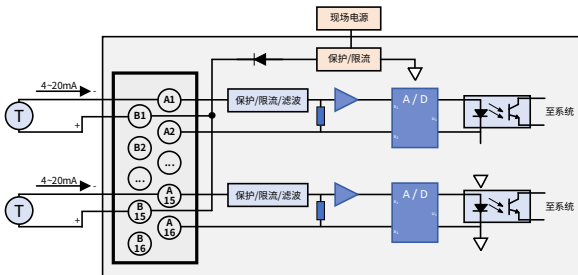 现场电源
保护/限流
4~20mA
-
T
+
A1
B1
A2
B2
...
...
保护/限流/滤波
A / D
至系统
4~20mA
-
T
+
A
15
B
15
A
16
B
16
保护/限流/滤波
A / D
至系统